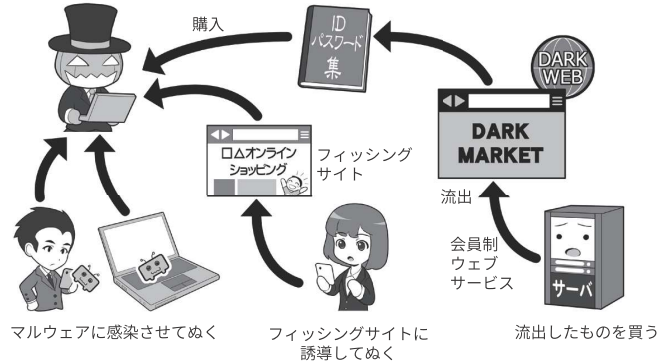 購入
ID
パスワード
集
DARK
WEB
DARK
MARKET
□△オンライン
ショッピング
フィッシング
サイト
流出
会員制
ウェブ
サービス
サーバ
マルウェアに感染させてぬく
フィッシングサイトに
誘導してぬく
流出したものを買う